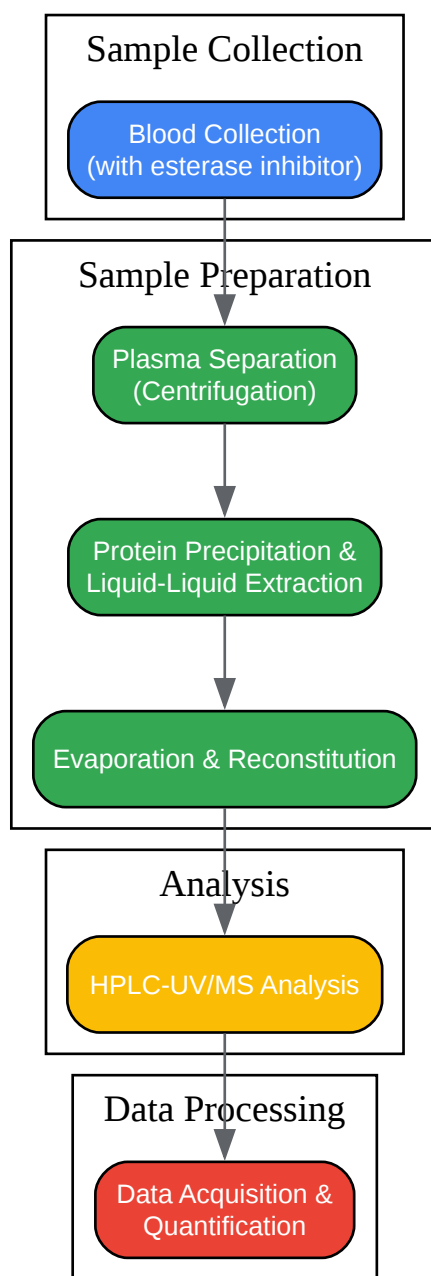 Sample Collection
Blood Collection
(with esterase inhibitor)
Sample Preparation
Plasma Separation
(Centrifugation)
Protein Precipitation &
Liquid-Liquid Extraction
Evaporation & Reconstitution
Analysis
HPLC-UV/MS Analysis
Data Processing
Data Acquisition &
Quantification